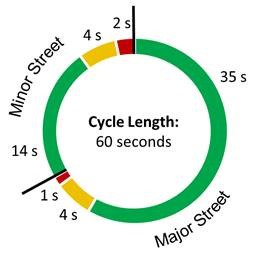 2 s
4 s
Minor Street
35 s
Cycle Length:
60 seconds
14 s
1 s
4 s
Major Street